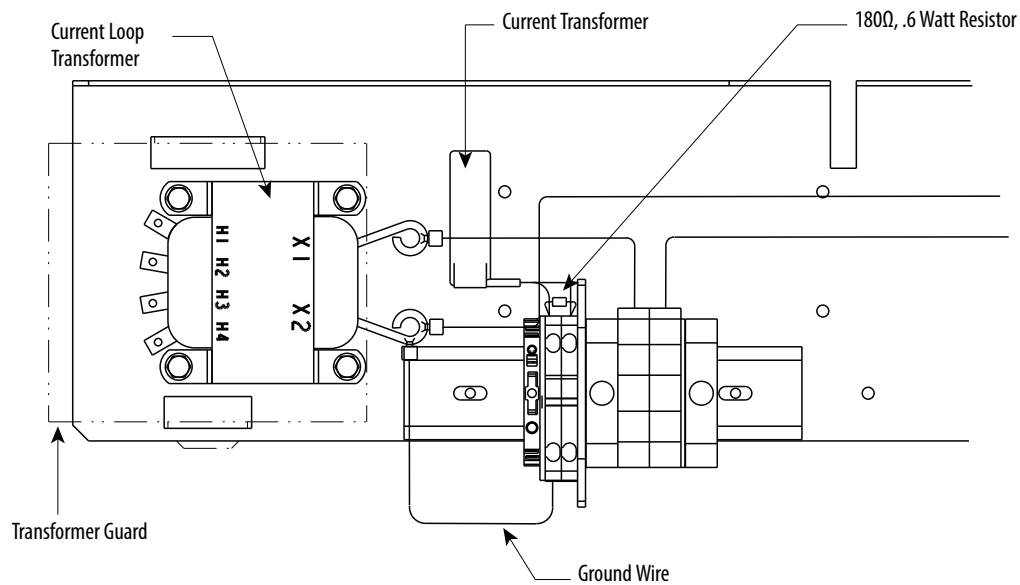 Current Loop
Transformer
Current Transformer
180Ω, .6 Watt Resistor
H1
H2
H3
H4
X1
X2
Transformer Guard
Ground Wire